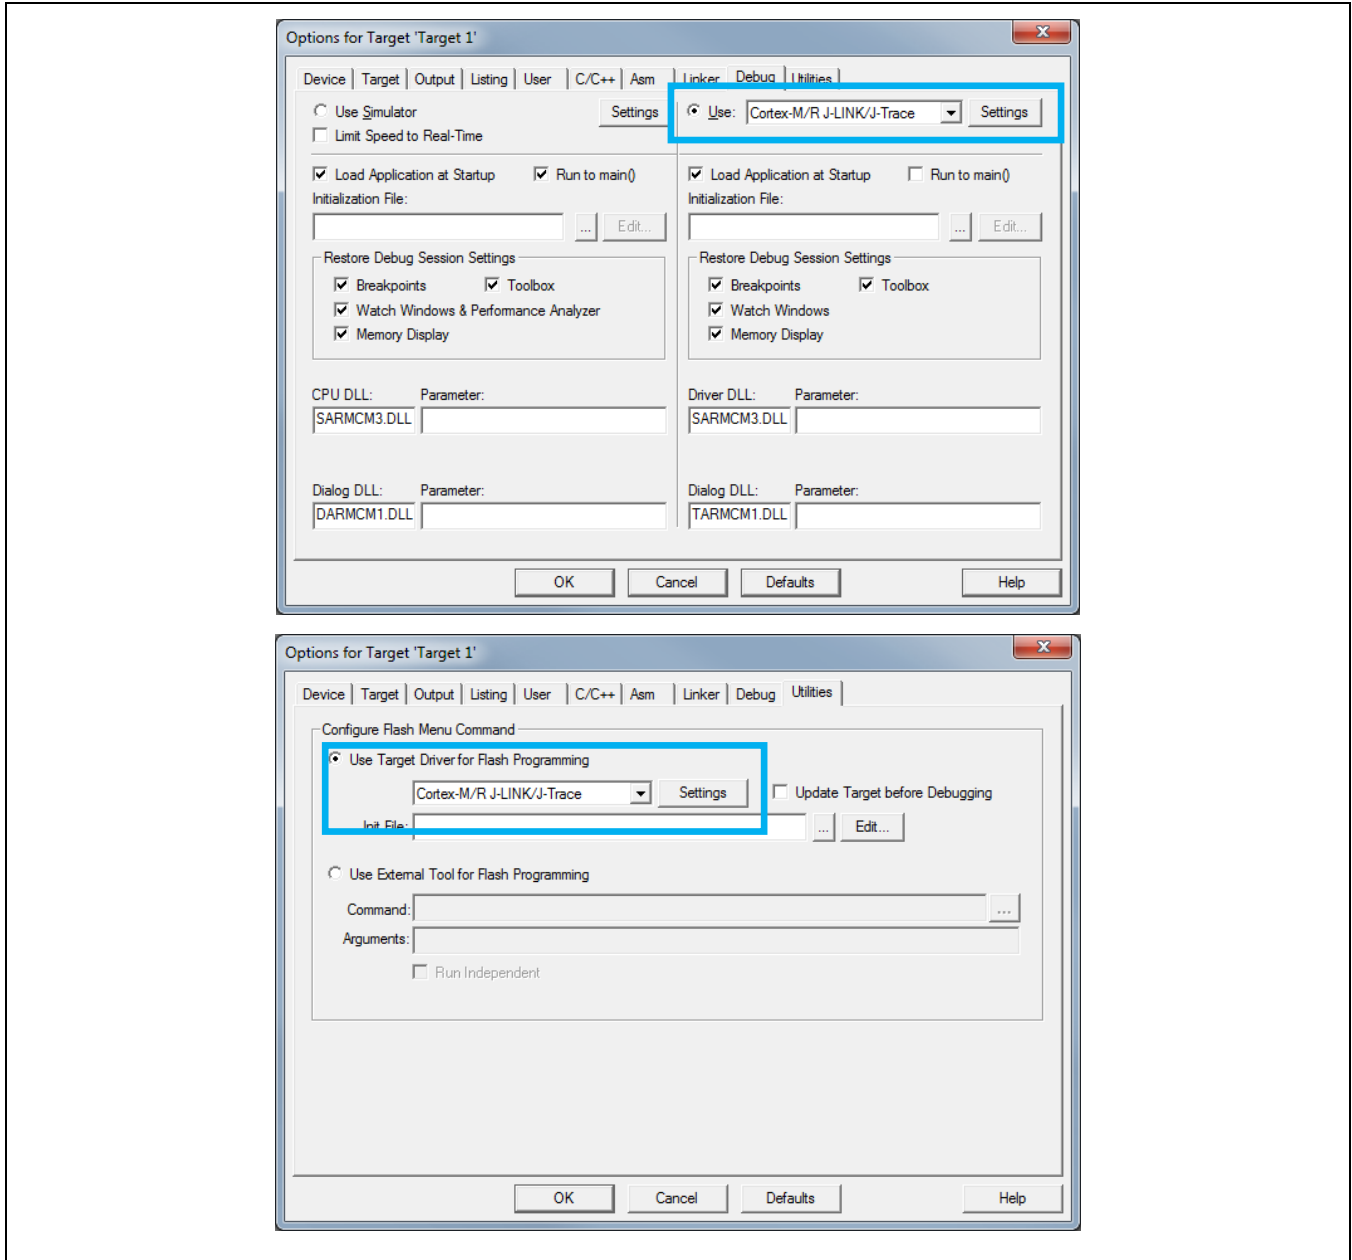 Options for Target 'Target 1'
Device Target Output Listing User C/C++ Asm Linker Debug Utilities
Use Simulator Settings Use: Cortex-M/R J-LINK/J-Trace Settings
Limit Speed to Real-Time
Load Application at Startup Run to main() Load Application at Startup Run to main()
Initialization File: Initialization File:
... Edit... ... Edit...
Restore Debug Session Settings Restore Debug Session Settings
Breakpoints Toolbox Breakpoints Toolbox
Watch Windows & Performance Analyzer Watch Windows
Memory Display Memory Display
CPU DLL: Parameter: Driver DLL: Parameter:
SARMCM3.DLL SARMCM3.DLL
Dialog DLL: Parameter: Dialog DLL: Parameter:
DARMCM1.DLL TARMCM1.DLL
OK Cancel Defaults Help
Options for Target 'Target 1'
Device Target Output Listing User C/C++ Asm Linker Debug Utilities
Configure Flash Menu Command
Use Target Driver for Flash Programming
Cortex-M/R J-LINK/J-Trace Settings Update Target before Debugging
Init File: ... Edit...
Use External Tool for Flash Programming
Command: ...
Arguments:
Run Independent
OK Cancel Defaults Help